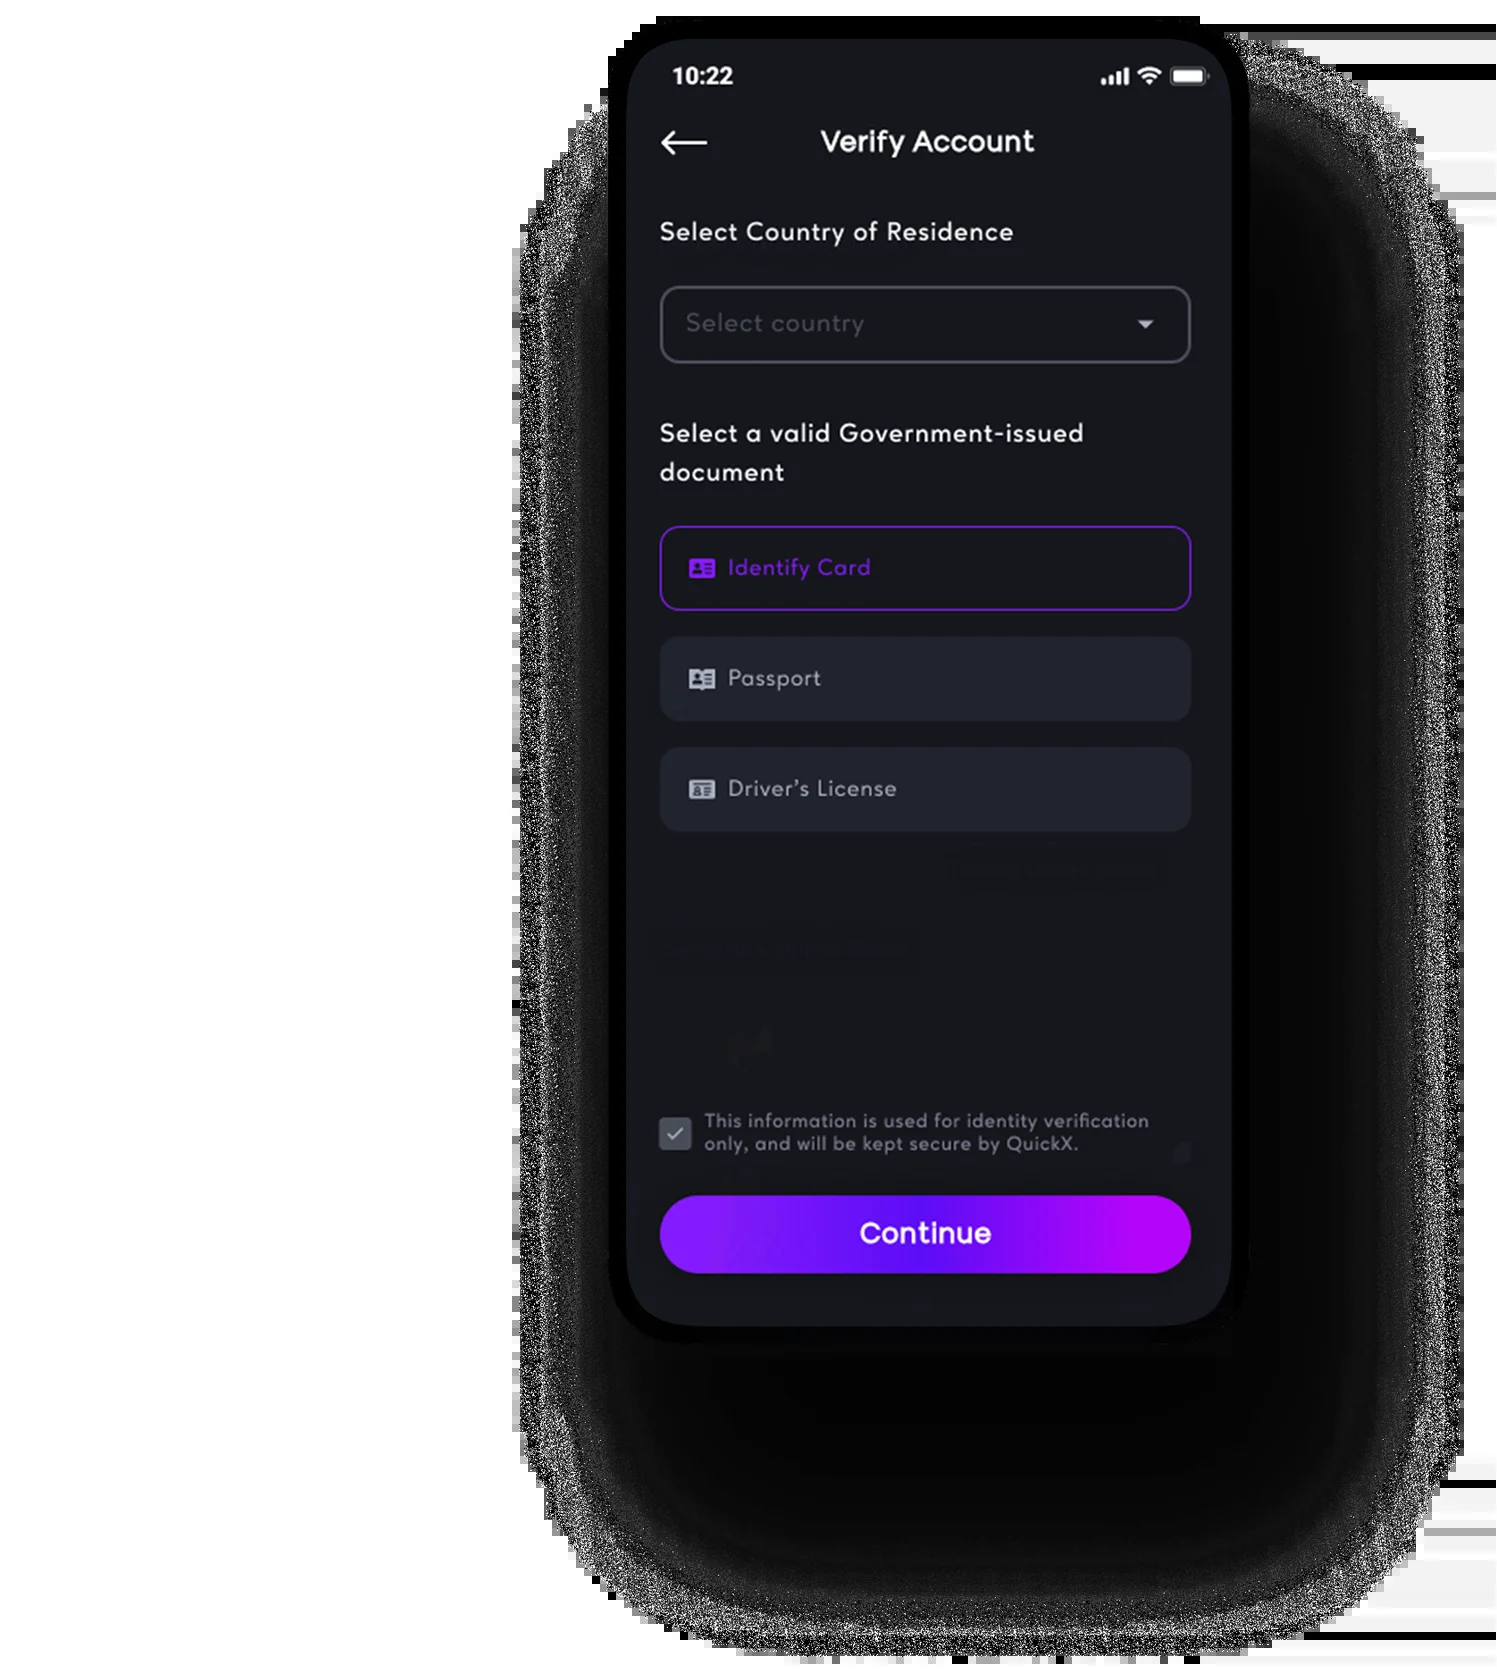 10:22
Verify Account
Select Country of Residence
Select country
Select a valid Government-issued
document
Identify Card
Passport
Driver's License
This information is used for identity verification
only, and will be kept secure by QuickX.
Continue